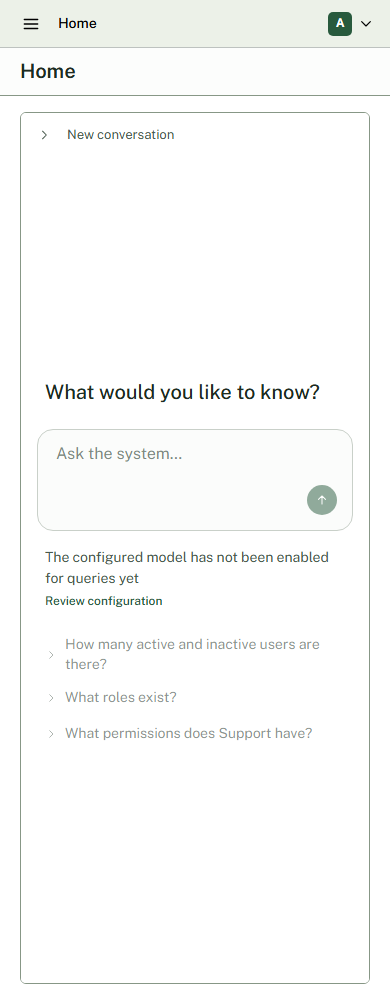 Home
A
Home
New conversation
What would you like to know?
Ask the system...
The configured model has not been enabled
for queries yet
Review configuration
How many active and inactive users are
there?
What roles exist?
What permissions does Support have?